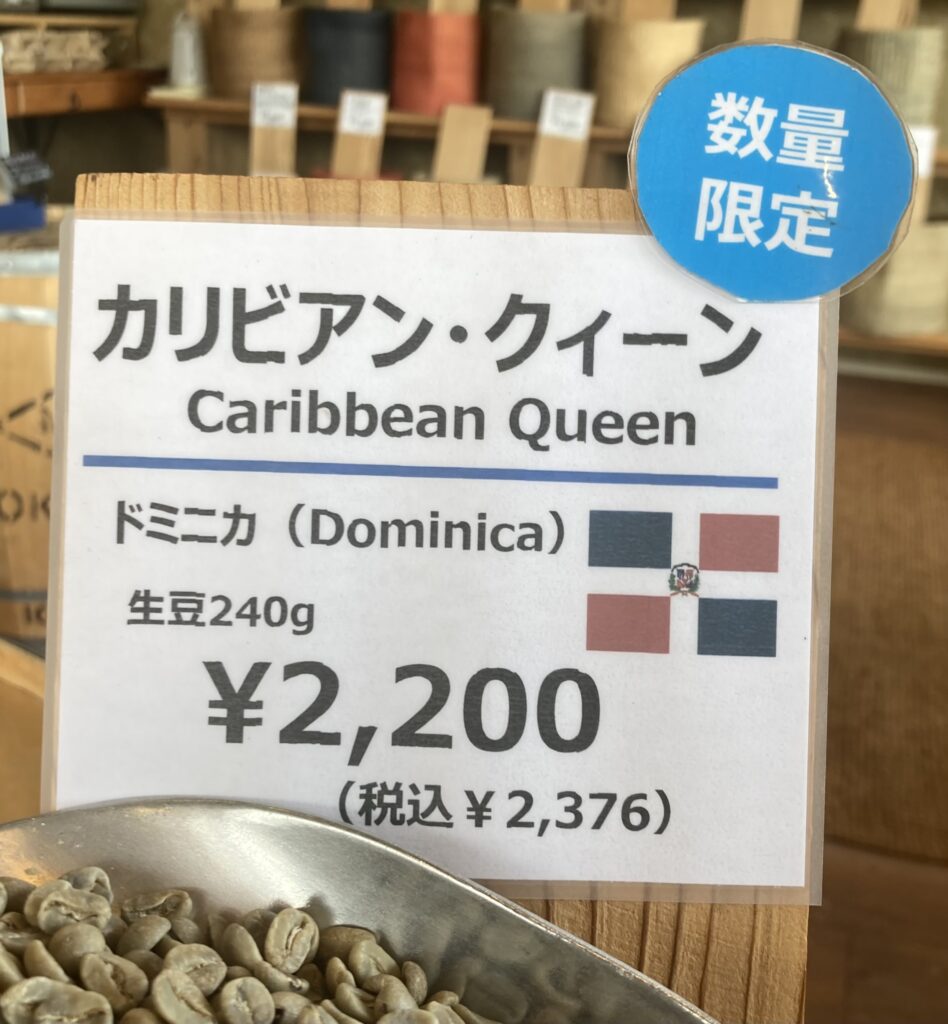 数量
限定
カリビアン・クィーン
Caribbean Queen
ドミニカ（Dominica）
生豆240g
¥2,200
（税込¥2,376）